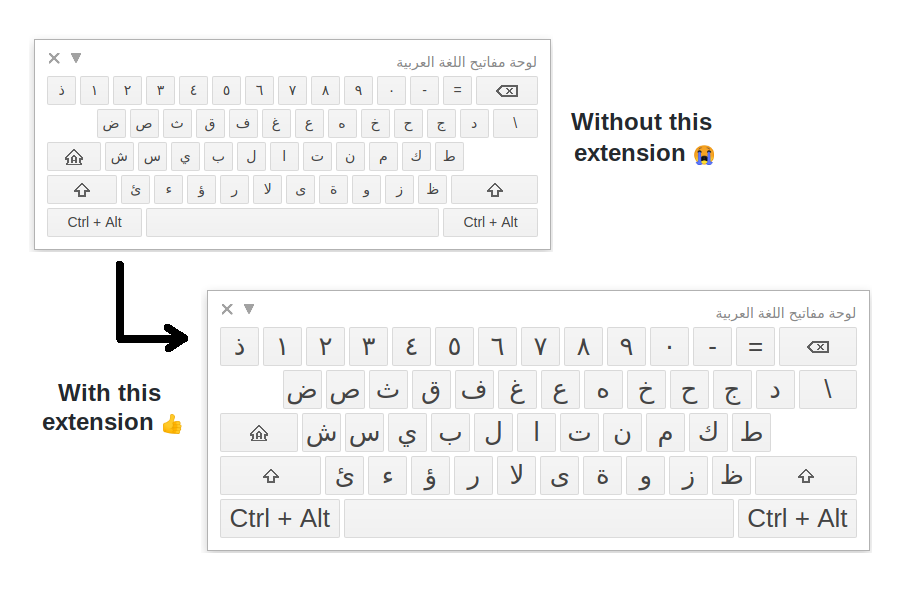 لوحة مفاتيح اللغة العربية
ذ ١ ٢ ٣ ٤ ٥ ٦ ٧ ٨ ٩ ٠ - =
ض ص ث ق ف غ ع ه خ ح ج د \
ش س ي ب ل ا ت ن م ك ط
ئ ء ؤ ر لا ى ة و ز ظ
Ctrl + Alt Ctrl + Alt
Without this
extension 😭
لوحة مفاتيح اللغة العربية
ذ ١ ٢ ٣ ٤ ٥ ٦ ٧ ٨ ٩ ٠ - =
ض ص ث ق ف غ ع ه خ ح ج د \
ش س ي ب ل ا ت ن م ك ط
ئ ء ؤ ر لا ى ة و ز ظ
Ctrl + Alt Ctrl + Alt
With this
extension 👍